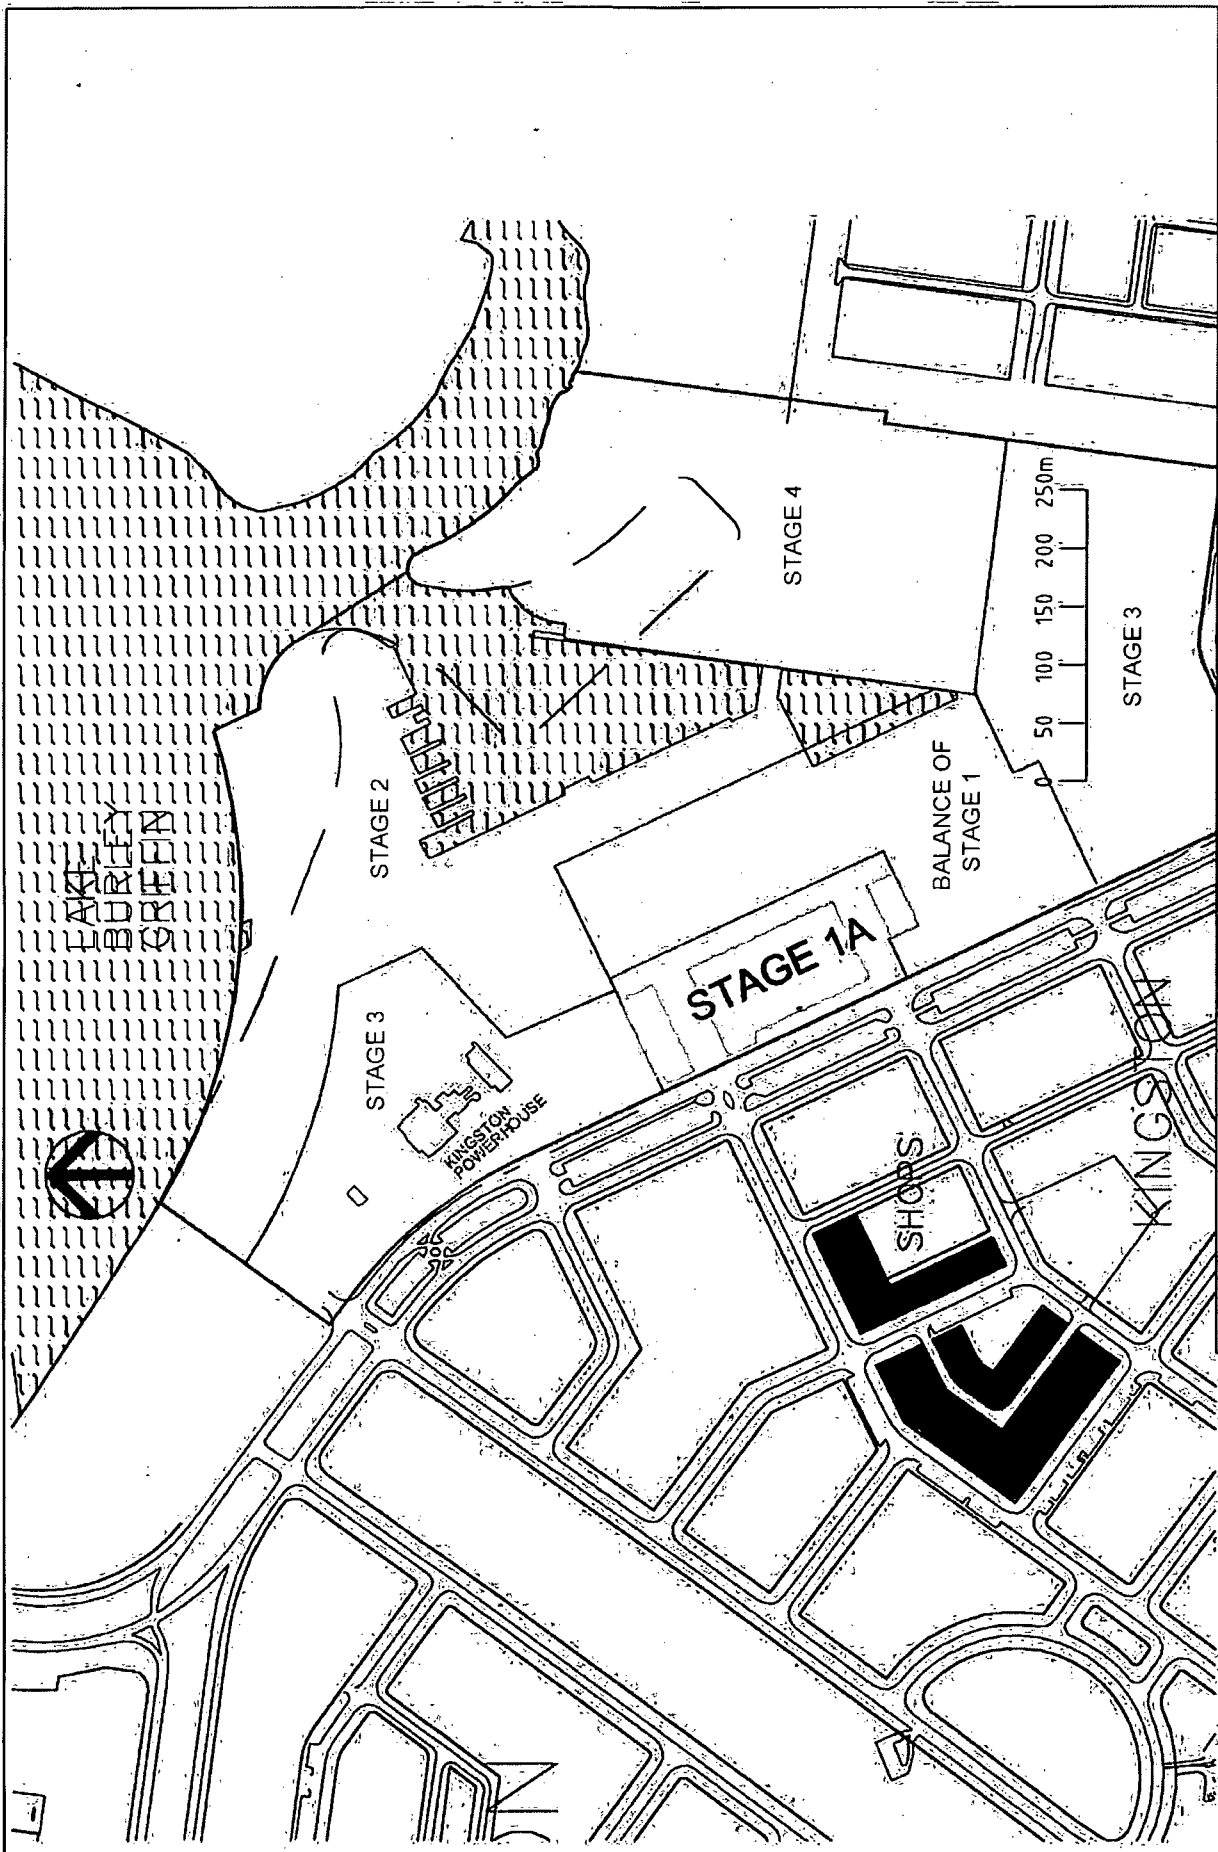 LAKE
BURLEY
GRIFFIN
STAGE 2
STAGE 3
KINGSTON
POWERHOUSE
STAGE 4
STAGE 1A
BALANCE OF
STAGE 1
0 50 100 150 200 250m
STAGE 3
SHOPS
KINGSTON